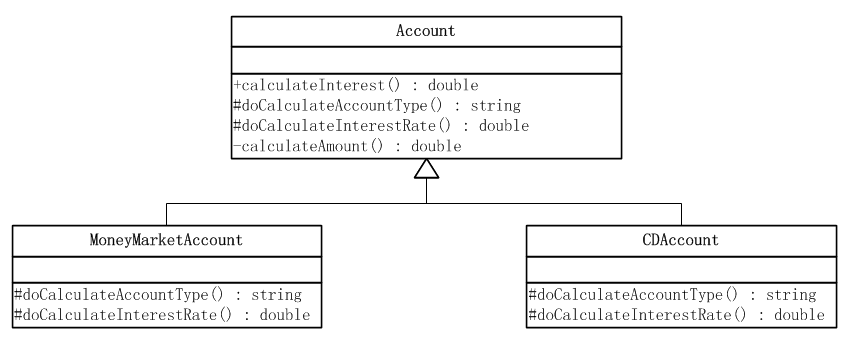 Account
+calculateInterest() : double
#doCalculateAccountType() : string
#doCalculateInterestRate() : double
-calculateAmount() : double
MoneyMarketAccount
#doCalculateAccountType() : string
#doCalculateInterestRate() : double
CDAccount
#doCalculateAccountType() : string
#doCalculateInterestRate() : double